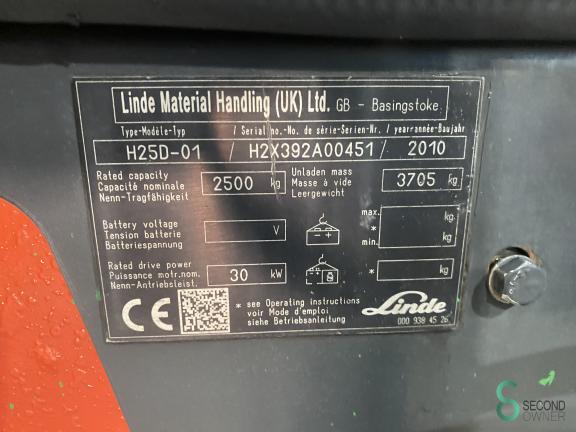 Linde Material Handling (UK) Ltd. GB - Basingstoke
Type-Modèle-Typ / Serial no.-No. de série-Serien-Nr. / year-année-Baujahr
H25D-01 / H2X392A00451 / 2010
Rated capacity
Capacité nominale
Nenn-Tragfähigkeit
2500 kg
Unladen mass
Masse à vide
Leergewicht
3705 kg
Battery voltage
Tension batterie
Batteriespannung
V
max. kg
*
min. kg
Rated drive power
Puissance motr.nom.
Nenn-Antriebsleist.
30 kW
* kg
CE
* see Operating instructions
voir Mode d'emploi
siehe Betriebsanleitung
Linde
000 938 45 26
SECOND
OWNER